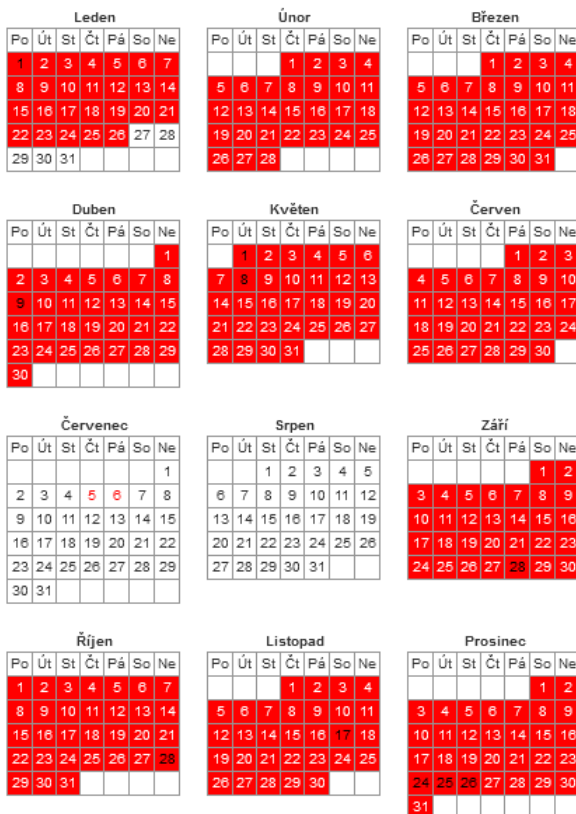 Leden
Po Út St Čt Pá So Ne
1 2 3 4 5 6 7
8 9 10 11 12 13 14
15 16 17 18 19 20 21
22 23 24 25 26 27 28
29 30 31
Únor
Po Út St Čt Pá So Ne
1 2 3 4
5 6 7 8 9 10 11
12 13 14 15 16 17 18
19 20 21 22 23 24 25
26 27 28
Březen
Po Út St Čt Pá So Ne
1 2 3 4
5 6 7 8 9 10 11
12 13 14 15 16 17 18
19 20 21 22 23 24 25
26 27 28 29 30 31
Duben
Po Út St Čt Pá So Ne
1
2 3 4 5 6 7 8
9 10 11 12 13 14 15
16 17 18 19 20 21 22
23 24 25 26 27 28 29
30
Květen
Po Út St Čt Pá So Ne
1 2 3 4 5 6
7 8 9 10 11 12 13
14 15 16 17 18 19 20
21 22 23 24 25 26 27
28 29 30 31
Červen
Po Út St Čt Pá So Ne
1 2 3
4 5 6 7 8 9 10
11 12 13 14 15 16 17
18 19 20 21 22 23 24
25 26 27 28 29 30
Červenec
Po Út St Čt Pá So Ne
1
2 3 4 5 6 7 8
9 10 11 12 13 14 15
16 17 18 19 20 21 22
23 24 25 26 27 28 29
30 31
Srpen
Po Út St Čt Pá So Ne
1 2 3 4 5
6 7 8 9 10 11 12
13 14 15 16 17 18 19
20 21 22 23 24 25 26
27 28 29 30 31
Září
Po Út St Čt Pá So Ne
1 2
3 4 5 6 7 8 9
10 11 12 13 14 15 16
17 18 19 20 21 22 23
24 25 26 27 28 29 30
Říjen
Po Út St Čt Pá So Ne
1 2 3 4 5 6 7
8 9 10 11 12 13 14
15 16 17 18 19 20 21
22 23 24 25 26 27 28
29 30 31
Listopad
Po Út St Čt Pá So Ne
1 2 3 4
5 6 7 8 9 10 11
12 13 14 15 16 17 18
19 20 21 22 23 24 25
26 27 28 29 30
Prosinec
Po Út St Čt Pá So Ne
1 2
3 4 5 6 7 8 9
10 11 12 13 14 15 16
17 18 19 20 21 22 23
24 25 26 27 28 29 30
31